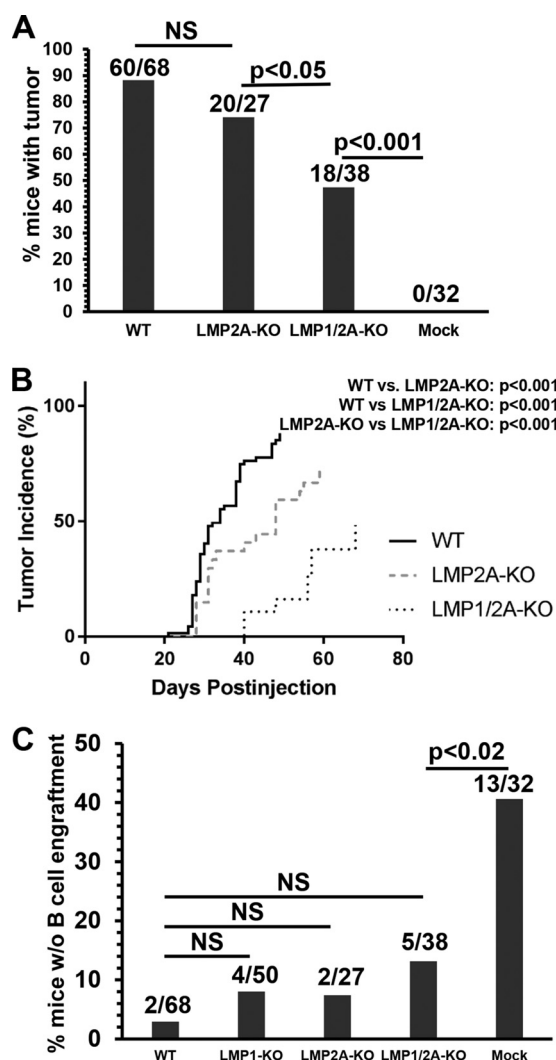 A
NS
p<0.05
p<0.001
60/68
20/27
18/38
0/32
% mice with tumor
100
90
80
70
60
50
40
30
20
10
0
WT LMP2A-KO LMP1/2A-KO Mock
B
WT vs. LMP2A-KO: p<0.001
WT vs LMP1/2A-KO: p<0.001
LMP2A-KO vs LMP1/2A-KO: p<0.001
Tumor Incidence (%)
100
50
0
WT
LMP2A-KO
LMP1/2A-KO
0 20 40 60 80
Days Postinjection
C
p<0.02
NS
NS
NS
2/68
4/50
2/27
5/38
13/32
% mice w/o B cell engraftment
50
40
30
20
10
0
WT LMP1-KO LMP2A-KO LMP1/2A-KO Mock